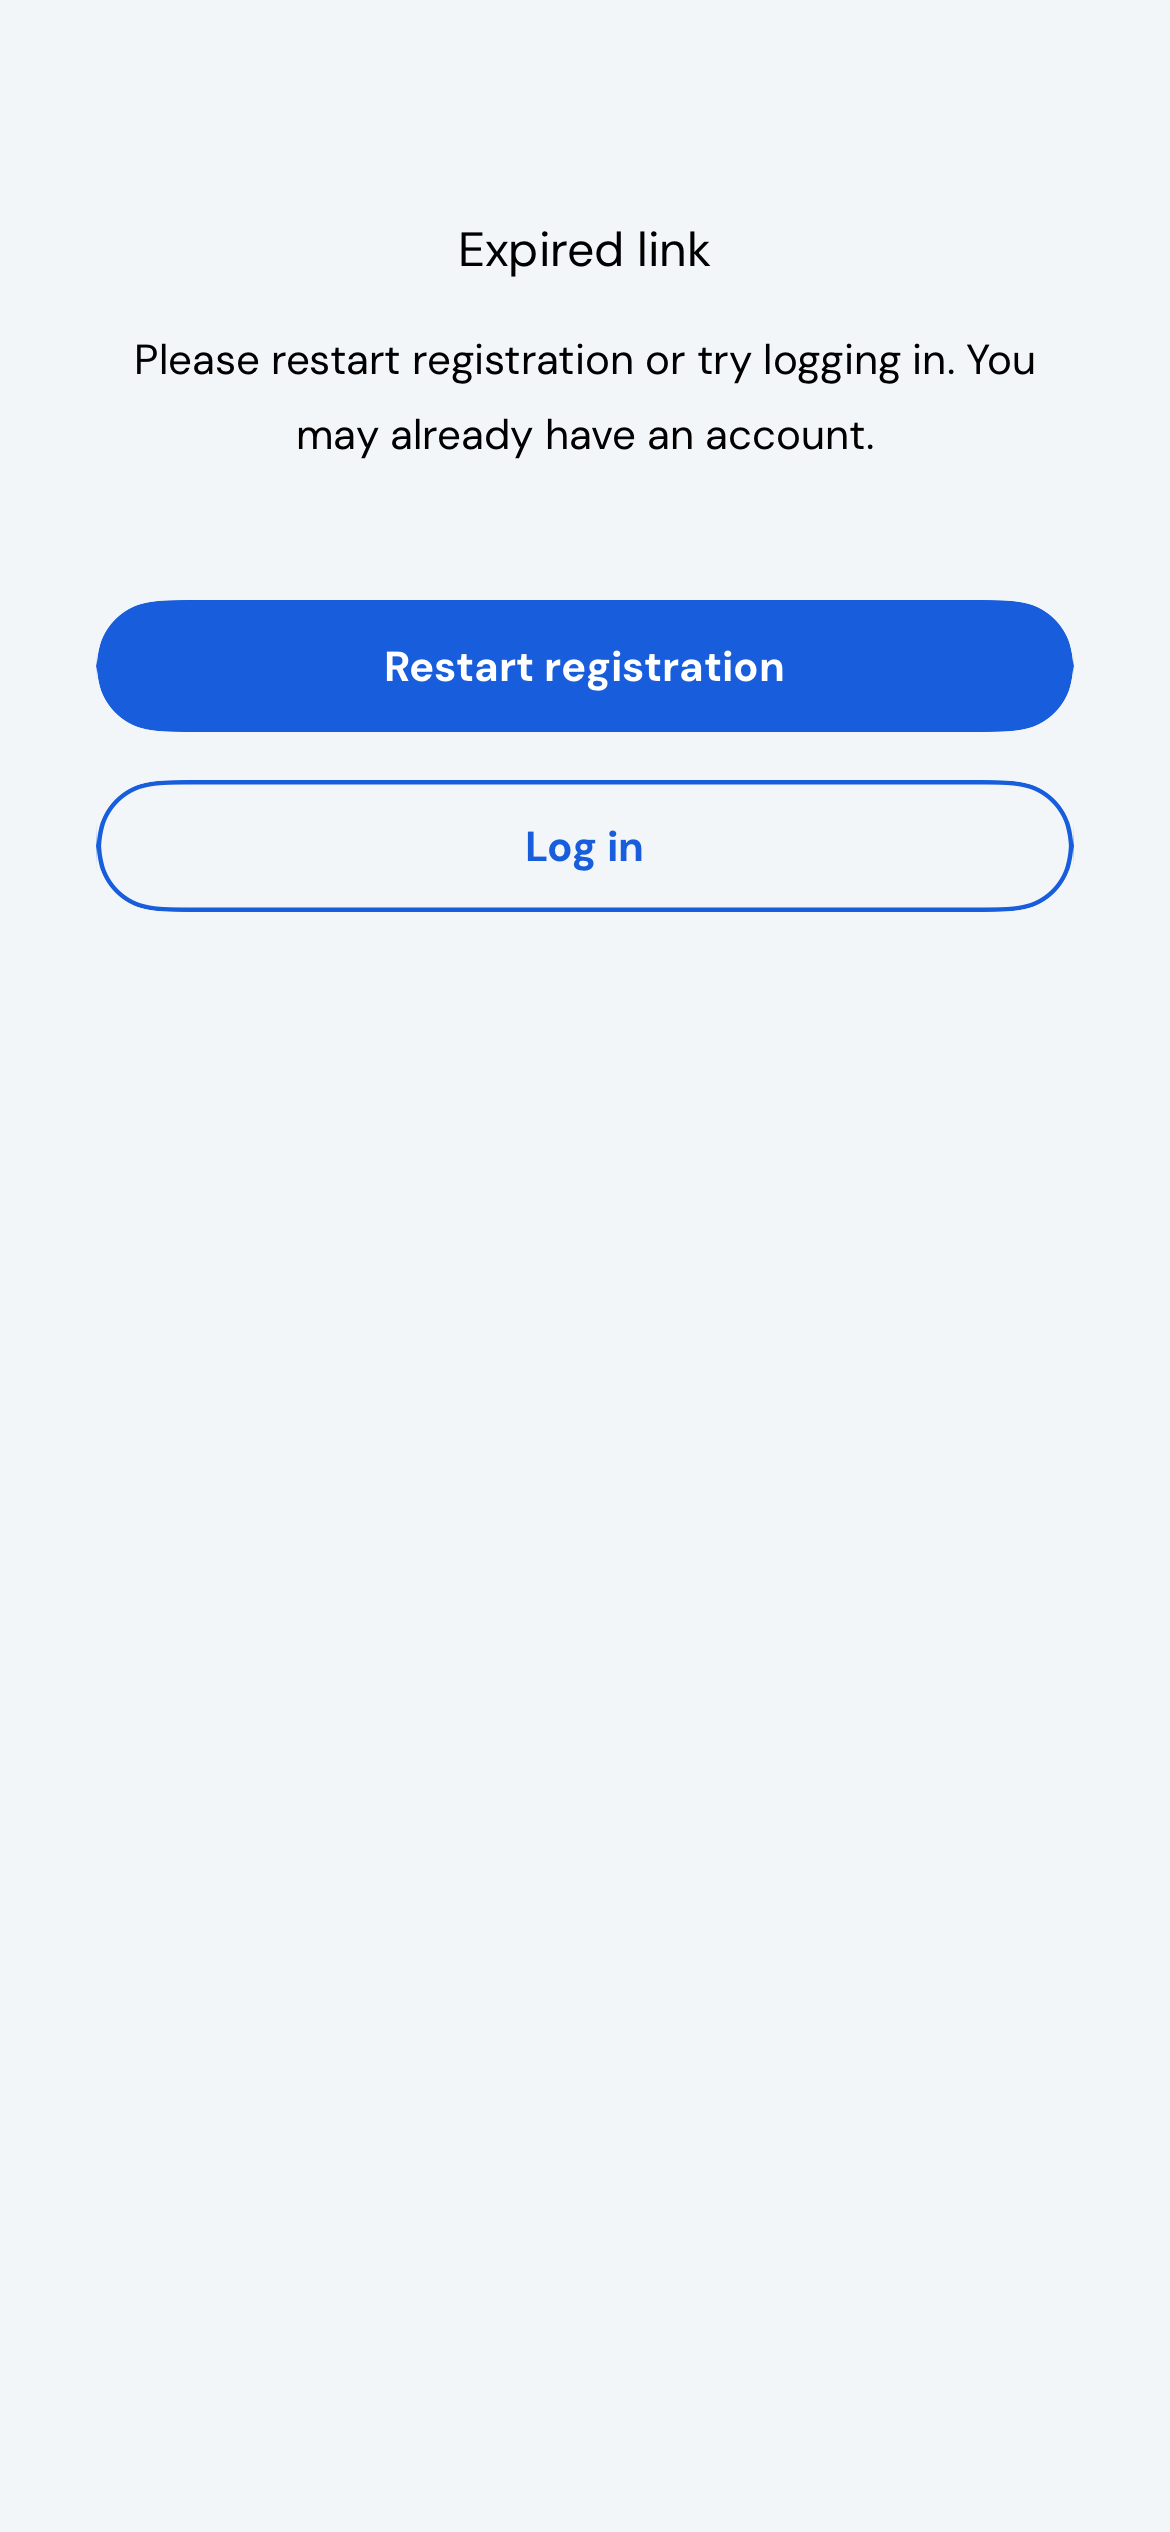 Expired link
Please restart registration or try logging in. You
may already have an account.
Restart registration
Log in